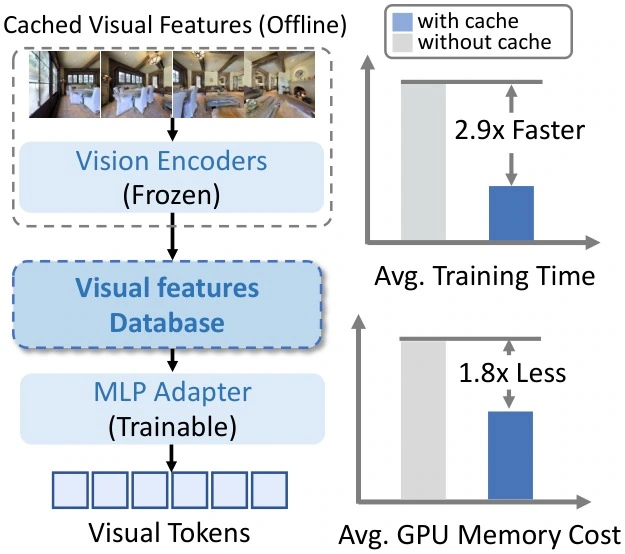 Cached Visual Features (Offline)
Vision Encoders
(Frozen)
Visual features
Database
MLP Adapter
(Trainable)
Visual Tokens
with cache
without cache
2.9x Faster
Avg. Training Time
1.8x Less
Avg. GPU Memory Cost